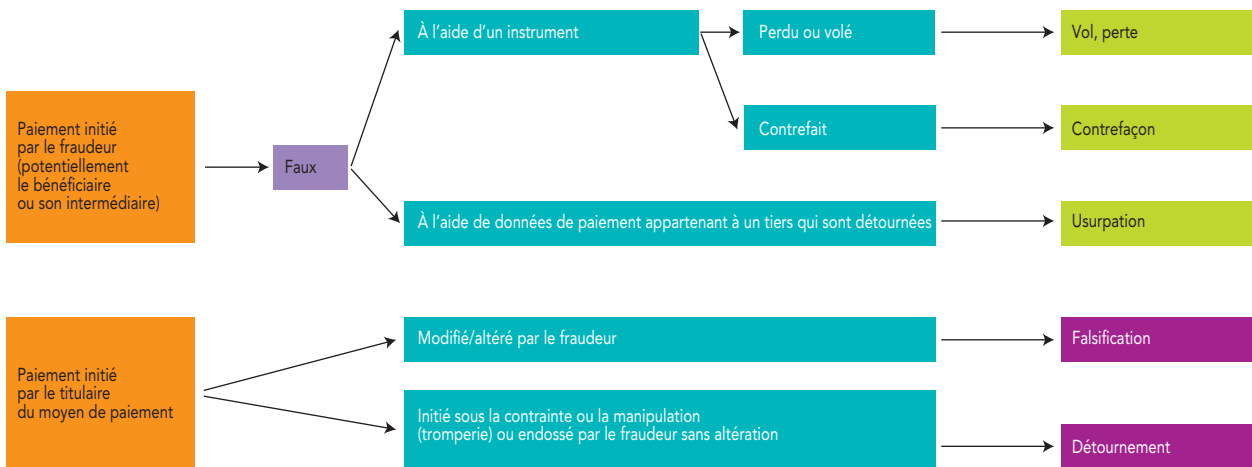 À l'aide d'un instrument
Perdu ou volé
Vol, perte
Paiement initié
par le fraudeur
(potentiellement
le bénéficiaire
ou son intermédiaire)
Faux
Contrefait
Contrefaçon
À l'aide de données de paiement appartenant à un tiers qui sont détournées
Usurpation
Paiement initié
par le titulaire
du moyen de paiement
Modifié/altéré par le fraudeur
Falsification
Initié sous la contrainte ou la manipulation
(tromperie) ou endossé par le fraudeur sans altération
Détournement